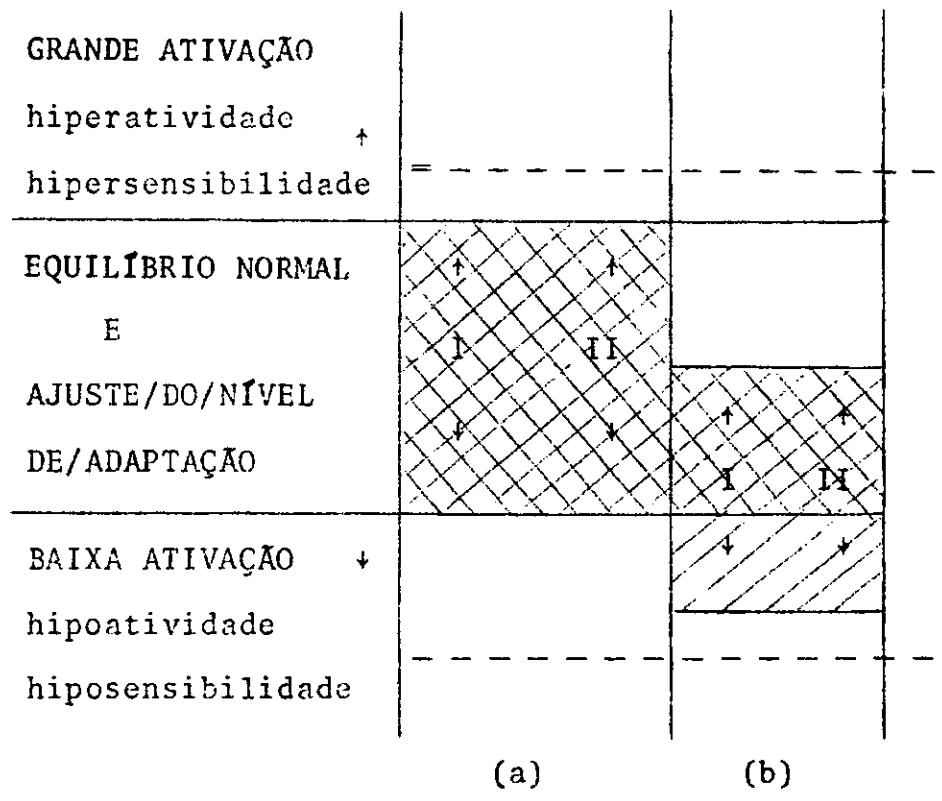 GRANDE ATIVAÇÃO
hiperatividade ↑
hipersensibilidade
EQUILÍBRIO NORMAL
E
AJUSTE/DO/NÍVEL
DE/ADAPTAÇÃO
BAIXA ATIVAÇÃO ↓
hipoatividade
hiposensibilidade
I II
I II
(a) (b)